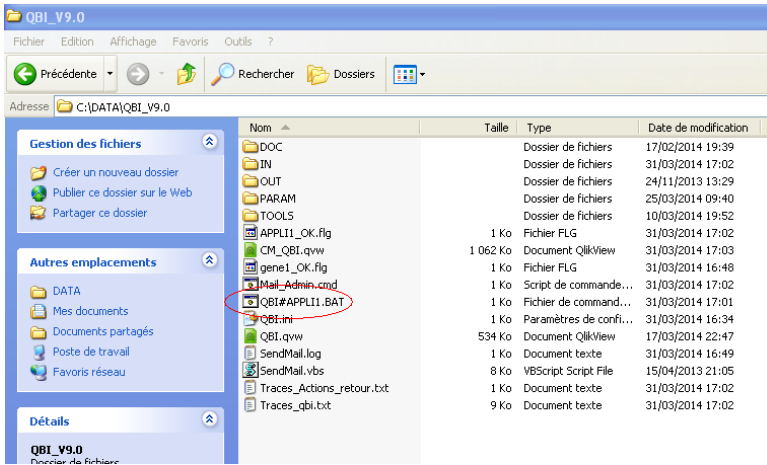 QBI_V9.0
Fichier Edition Affichage Favoris Outils ?
Précédente Rechercher Dossiers
Adresse C:\DATA\QBI_V9.0
Gestion des fichiers
Créer un nouveau dossier
Publier ce dossier sur le Web
Partager ce dossier
Autres emplacements
DATA
Mes documents
Documents partagés
Poste de travail
Favoris réseau
Détails
QBI_V9.0
Dossier de fichiers
Nom Taille Type Date de modification
DOC Dossier de fichiers 17/02/2014 19:39
IN Dossier de fichiers 31/03/2014 17:02
OUT Dossier de fichiers 24/11/2013 13:29
PARAM Dossier de fichiers 25/03/2014 09:40
TOOLS Dossier de fichiers 10/03/2014 19:52
APPLI1_OK.flg 1 Ko Fichier FLG 31/03/2014 17:02
CM_QBI.qvw 1 062 Ko Document QlikView 31/03/2014 17:03
gene1_OK.flg 1 Ko Fichier FLG 31/03/2014 16:48
Mail_Admin.cmd 1 Ko Script de commande... 31/03/2014 17:02
QBI#APPLI1.BAT 1 Ko Fichier de command... 31/03/2014 17:01
QBI.ini 1 Ko Paramètres de confi... 31/03/2014 16:34
QBI.qvw 534 Ko Document QlikView 17/03/2014 22:47
SendMail.log 1 Ko Document texte 31/03/2014 16:49
SendMail.vbs 8 Ko VBScript Script File 15/04/2013 21:05
Traces_Actions_retour.txt 1 Ko Document texte 31/03/2014 17:02
Traces_qbi.txt 9 Ko Document texte 31/03/2014 17:02